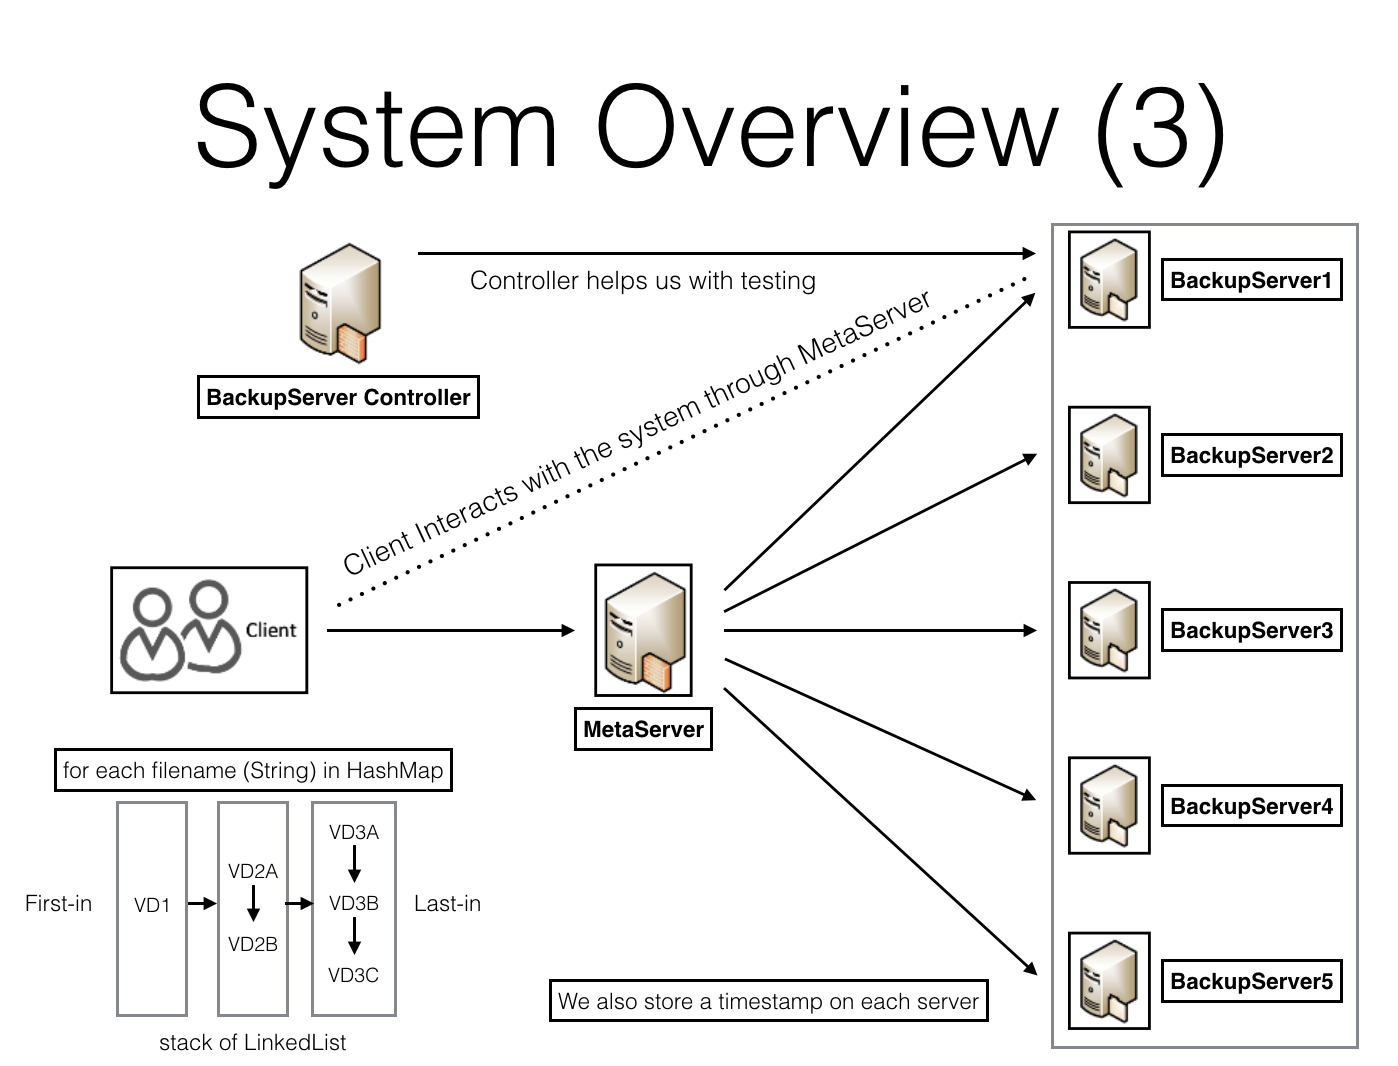 System Overview (3)
Controller helps us with testing
BackupServer1
BackupServer Controller
Client Interacts with the system through MetaServer
BackupServer2
Client
BackupServer3
MetaServer
for each filename (String) in HashMap
BackupServer4
First-in
VD1
VD2A
VD2B
VD3A
VD3B
VD3C
Last-in
stack of LinkedList
We also store a timestamp on each server
BackupServer5